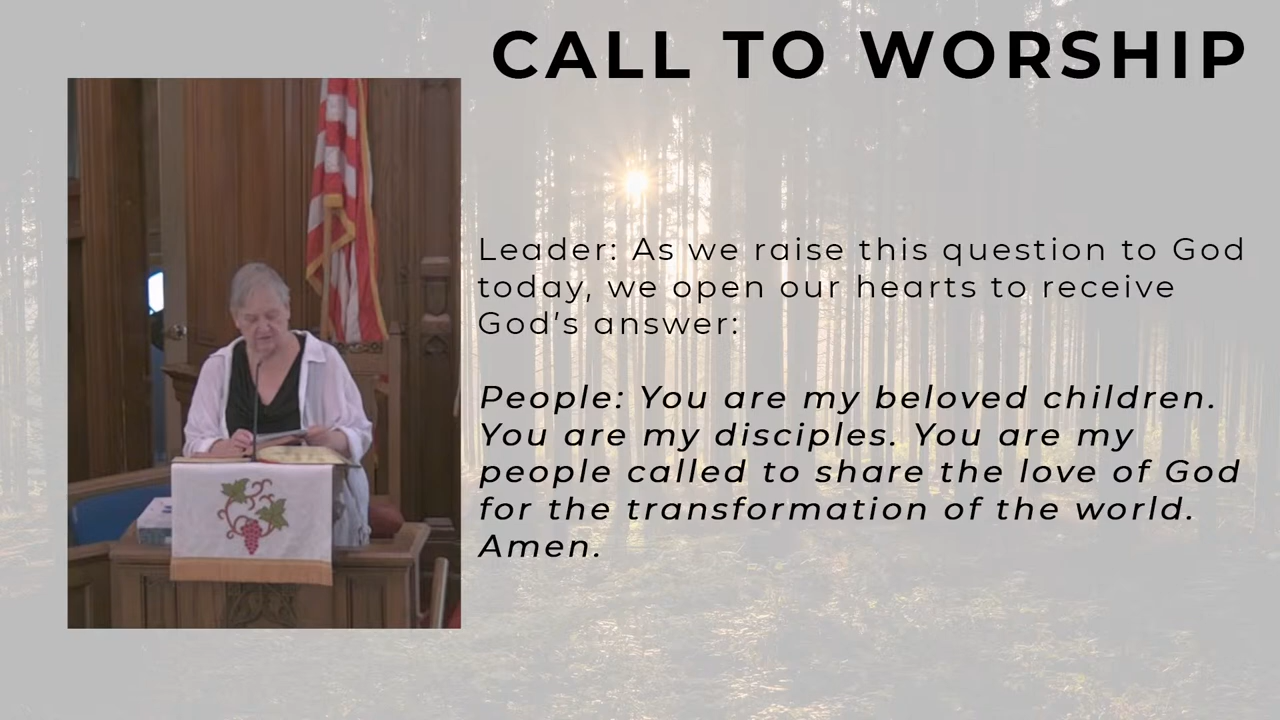 CALL TO WORSHIP
Leader: As we raise this question to God
today, we open our hearts to receive
God's answer:
People: You are my beloved children.
You are my disciples. You are my
people called to share the love of God
for the transformation of the world.
Amen.